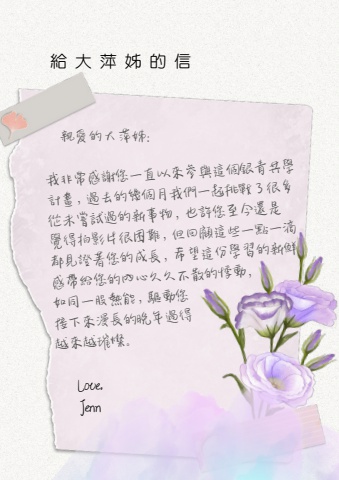 給大萍姊的信
親愛的大萍姊:
我非常感謝您一直以來參與這個銀青共學
計畫,過去的幾個月我們一起挑戰了很多
從未嘗試過的新事物,也許您至今還是
覺得拍影片很困難,但回顧這些一點一滴
都見證著您的成長,希望這份學習的新鮮
感帶給您的內心久久不散的悸動,
如同一股熱能,驅動您
接下來漫長的晚年過得
越來越璀璨。
Love,
Jenn